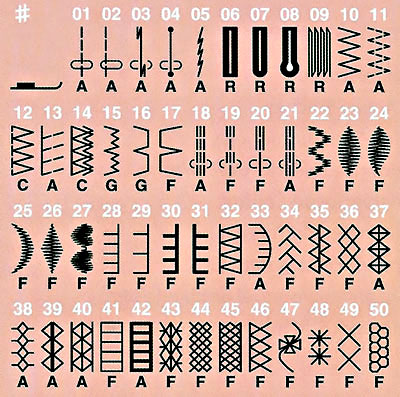 # 01 02 03 04 05 06 07 08 09 10 11
A A A A A R R R R A A
12 13 14 15 16 17 18 19 20 21 22 23 24
C A C G G F A F F A F F F
25 26 27 28 29 30 31 32 33 34 35 36 37
F F F F F F F F A F F F A
38 39 40 41 42 43 44 45 46 47 48 49 50
A A A F A F F F F F F F F